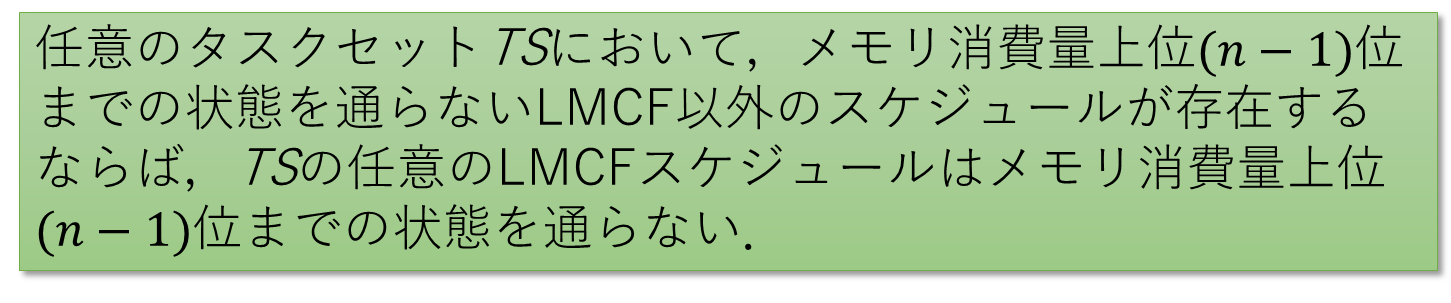 任意のタスクセットTSにおいて，メモリ消費量上位(n − 1)位
までの状態を通らないLMCF以外のスケジュールが存在する
ならば，TSの任意のLMCFスケジュールはメモリ消費量上位
(n − 1)位までの状態を通らない．